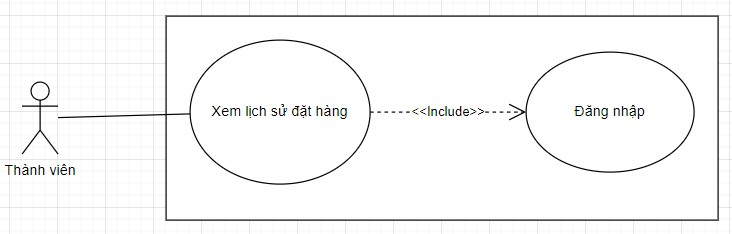 Xem lịch sử đặt hàng
<<Include>>
Đăng nhập
Thành viên